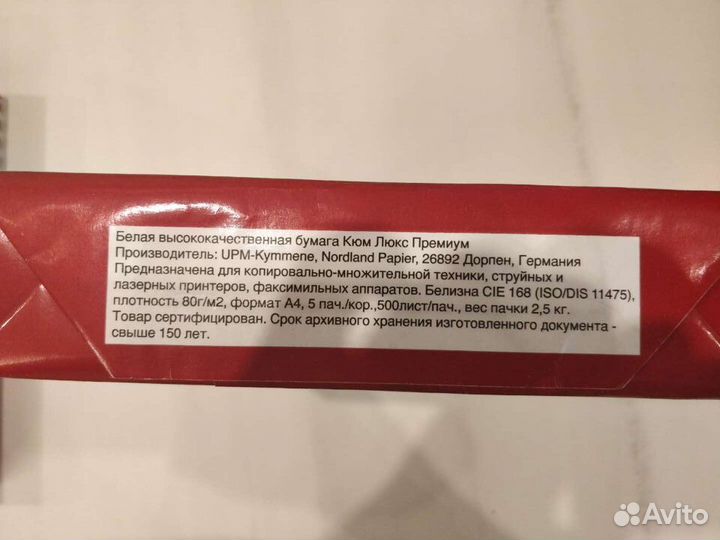 Белая высококачественная бумага Кюм Люкс Премиум
Производитель: UPM-Kymmene, Nordland Papier, 26892 Дорпен, Германия
Предназначена для копировально-множительной техники, струйных и
лазерных принтеров, факсимильных аппаратов. Белизна CIE 168 (ISO/DIS 11475),
плотность 80г/м2, формат А4, 5 пач./кор.,500лист/пач., вес пачки 2,5 кг.
Товар сертифицирован. Срок архивного хранения изготовленного документа -
свыше 150 лет.
Avito